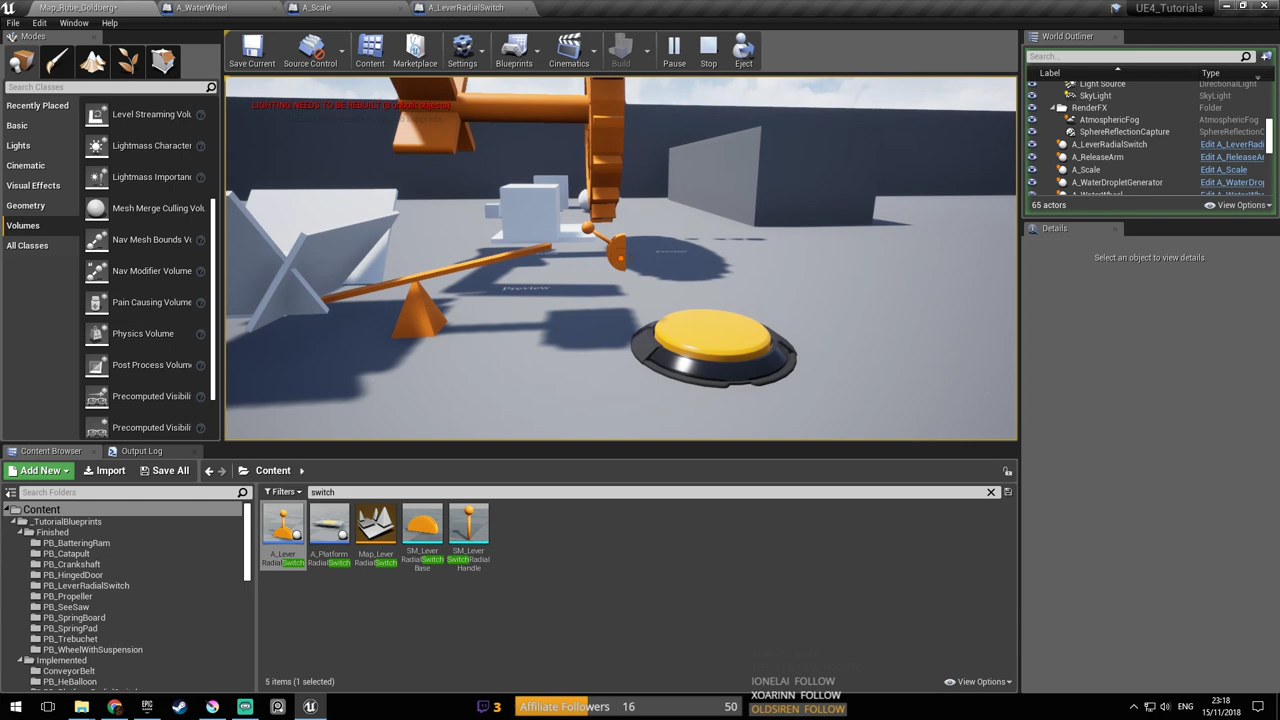 Map_Rube_Goldberg*
A_WaterWheel
A_Scale
A_LeverRadialSwitch
UE4_Tutorials
File Edit Window Help
Modes
Search Classes
Recently Placed
Basic
Lights
Cinematic
Visual Effects
Geometry
Volumes
All Classes
Level Streaming Volu
Lightmass Character
Lightmass Importanc
Mesh Merge Culling Volu
Nav Mesh Bounds Vo
Nav Modifier Volume
Pain Causing Volume
Physics Volume
Post Process Volum
Precomputed Visibili
Precomputed Visibili
Save Current
Source Control
Content
Marketplace
Settings
Blueprints
Cinematics
Build
Pause
Stop
Eject
LIGHTING NEEDS TO BE REBUILT
Preview
World Outliner
Search...
Label Type
Light Source DirectionalLight
SkyLight SkyLight
RenderFX Folder
AtmosphericFog AtmosphericFog
SphereReflectionCapture SphereReflectionC
A_LeverRadialSwitch Edit A_LeverRadi
A_ReleaseArm Edit A_ReleaseAr
A_Scale Edit A_Scale
A_WaterDropletGenerator Edit A_WaterDrop
65 actors
View Options
Details
Select an object to view details.
Content Browser
Output Log
Add New
Import
Save All
Content
Search Folders
Filters
switch
Content
_TutorialBlueprints
Finished
PB_BatteringRam
PB_Catapult
PB_Crankshaft
PB_HingedDoor
PB_LeverRadialSwitch
PB_Propeller
PB_SeeSaw
PB_SpringBoard
PB_SpringPad
PB_Trebuchet
PB_WheelWithSuspension
Implemented
ConveyorBelt
PB_HeBalloon
A_Lever
RadialSwitch
A_Platform
RadialSwitch
Map_Lever
RadialSwitch
SM_Lever
RadialSwitch
Base
SM_Lever
SwitchRadial
Handle
5 items (1 selected)
View Options
IONELAI FOLLOW
XOARINN FOLLOW
OLDSIREN FOLLOW
3
Affiliate Followers 16 50
ENG
23:18
15/11/2018